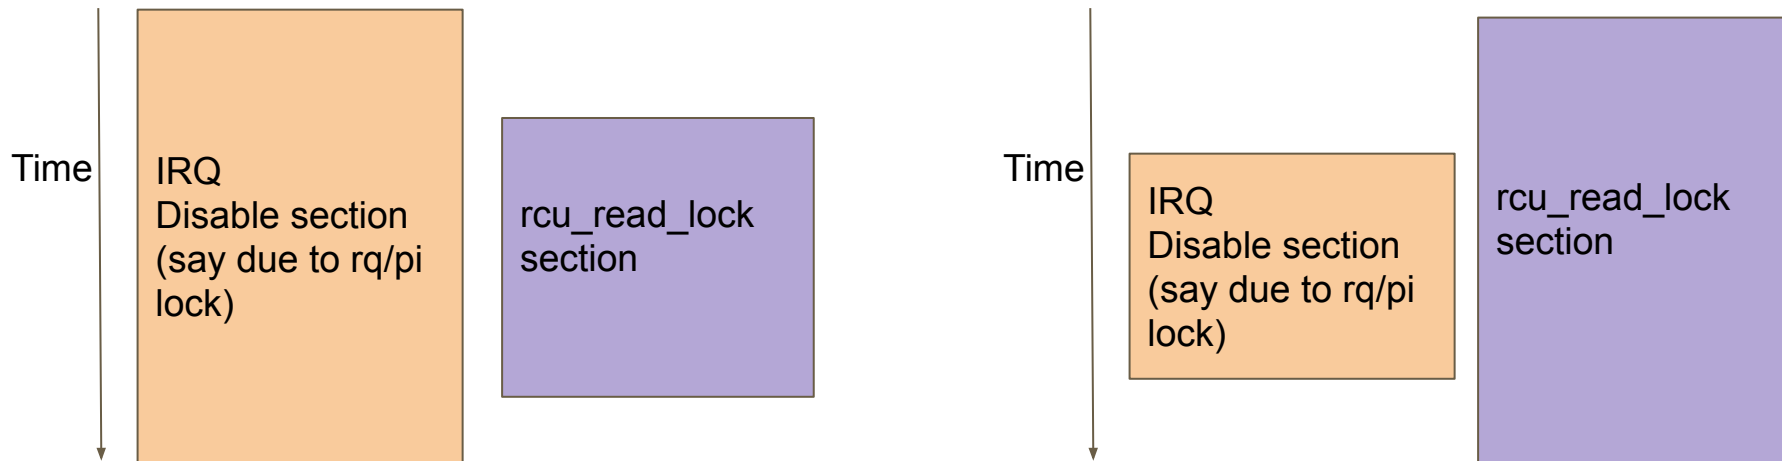 Time
IRQ
Disable section
(say due to rq/pi
lock)
rcu_read_lock
section
Time
IRQ
Disable section
(say due to rq/pi
lock)
rcu_read_lock
section